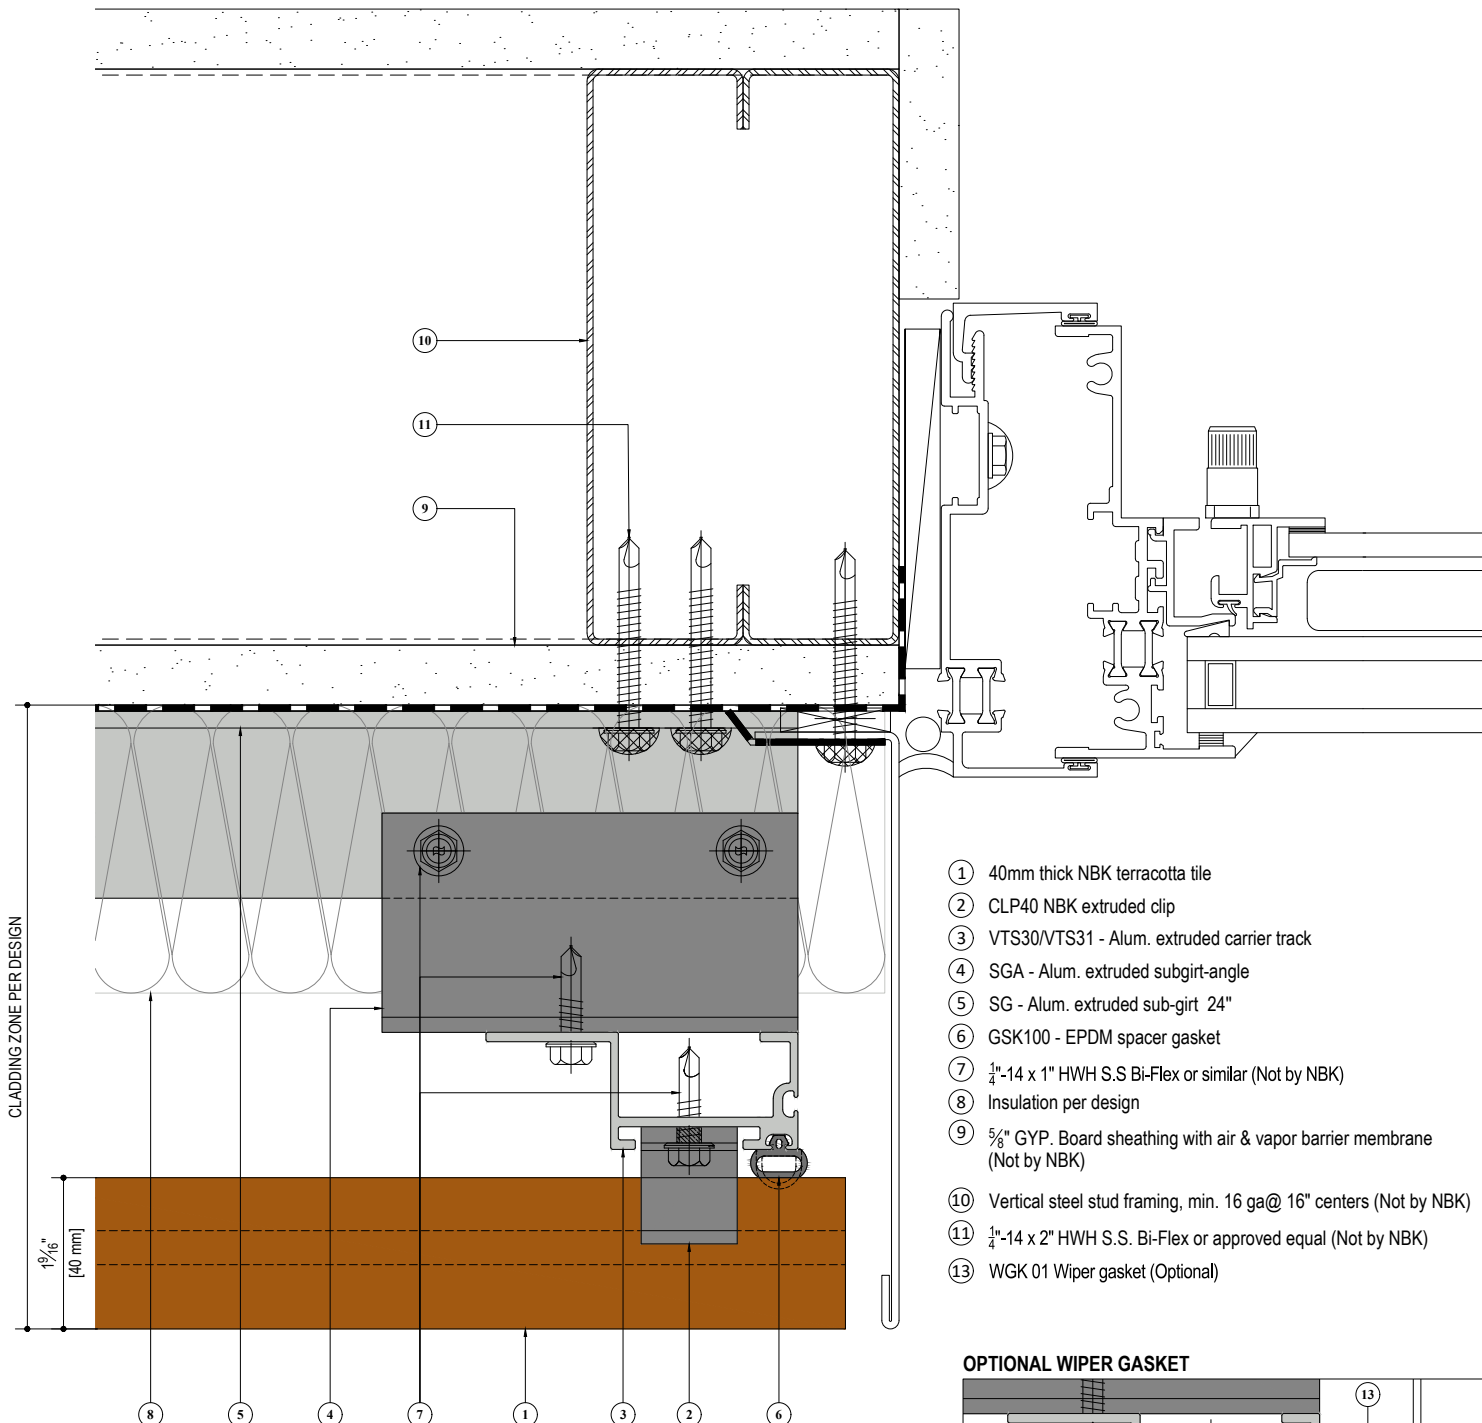 10
11
9
CLADDING ZONE PER DESIGN
1 9/16"
[40 mm]
8 5 4 7 1 3 2 6
1 40mm thick NBK terracotta tile
2 CLP40 NBK extruded clip
3 VTS30/VTS31 - Alum. extruded carrier track
4 SGA - Alum. extruded subgirt-angle
5 SG - Alum. extruded sub-girt 24"
6 GSK100 - EPDM spacer gasket
7 1/4"-14 x 1" HWH S.S Bi-Flex or similar (Not by NBK)
8 Insulation per design
9 5/8" GYP. Board sheathing with air & vapor barrier membrane
(Not by NBK)
10 Vertical steel stud framing, min. 16 ga@ 16" centers (Not by NBK)
11 1/4"-14 x 2" HWH S.S. Bi-Flex or approved equal (Not by NBK)
13 WGK 01 Wiper gasket (Optional)
OPTIONAL WIPER GASKET
13